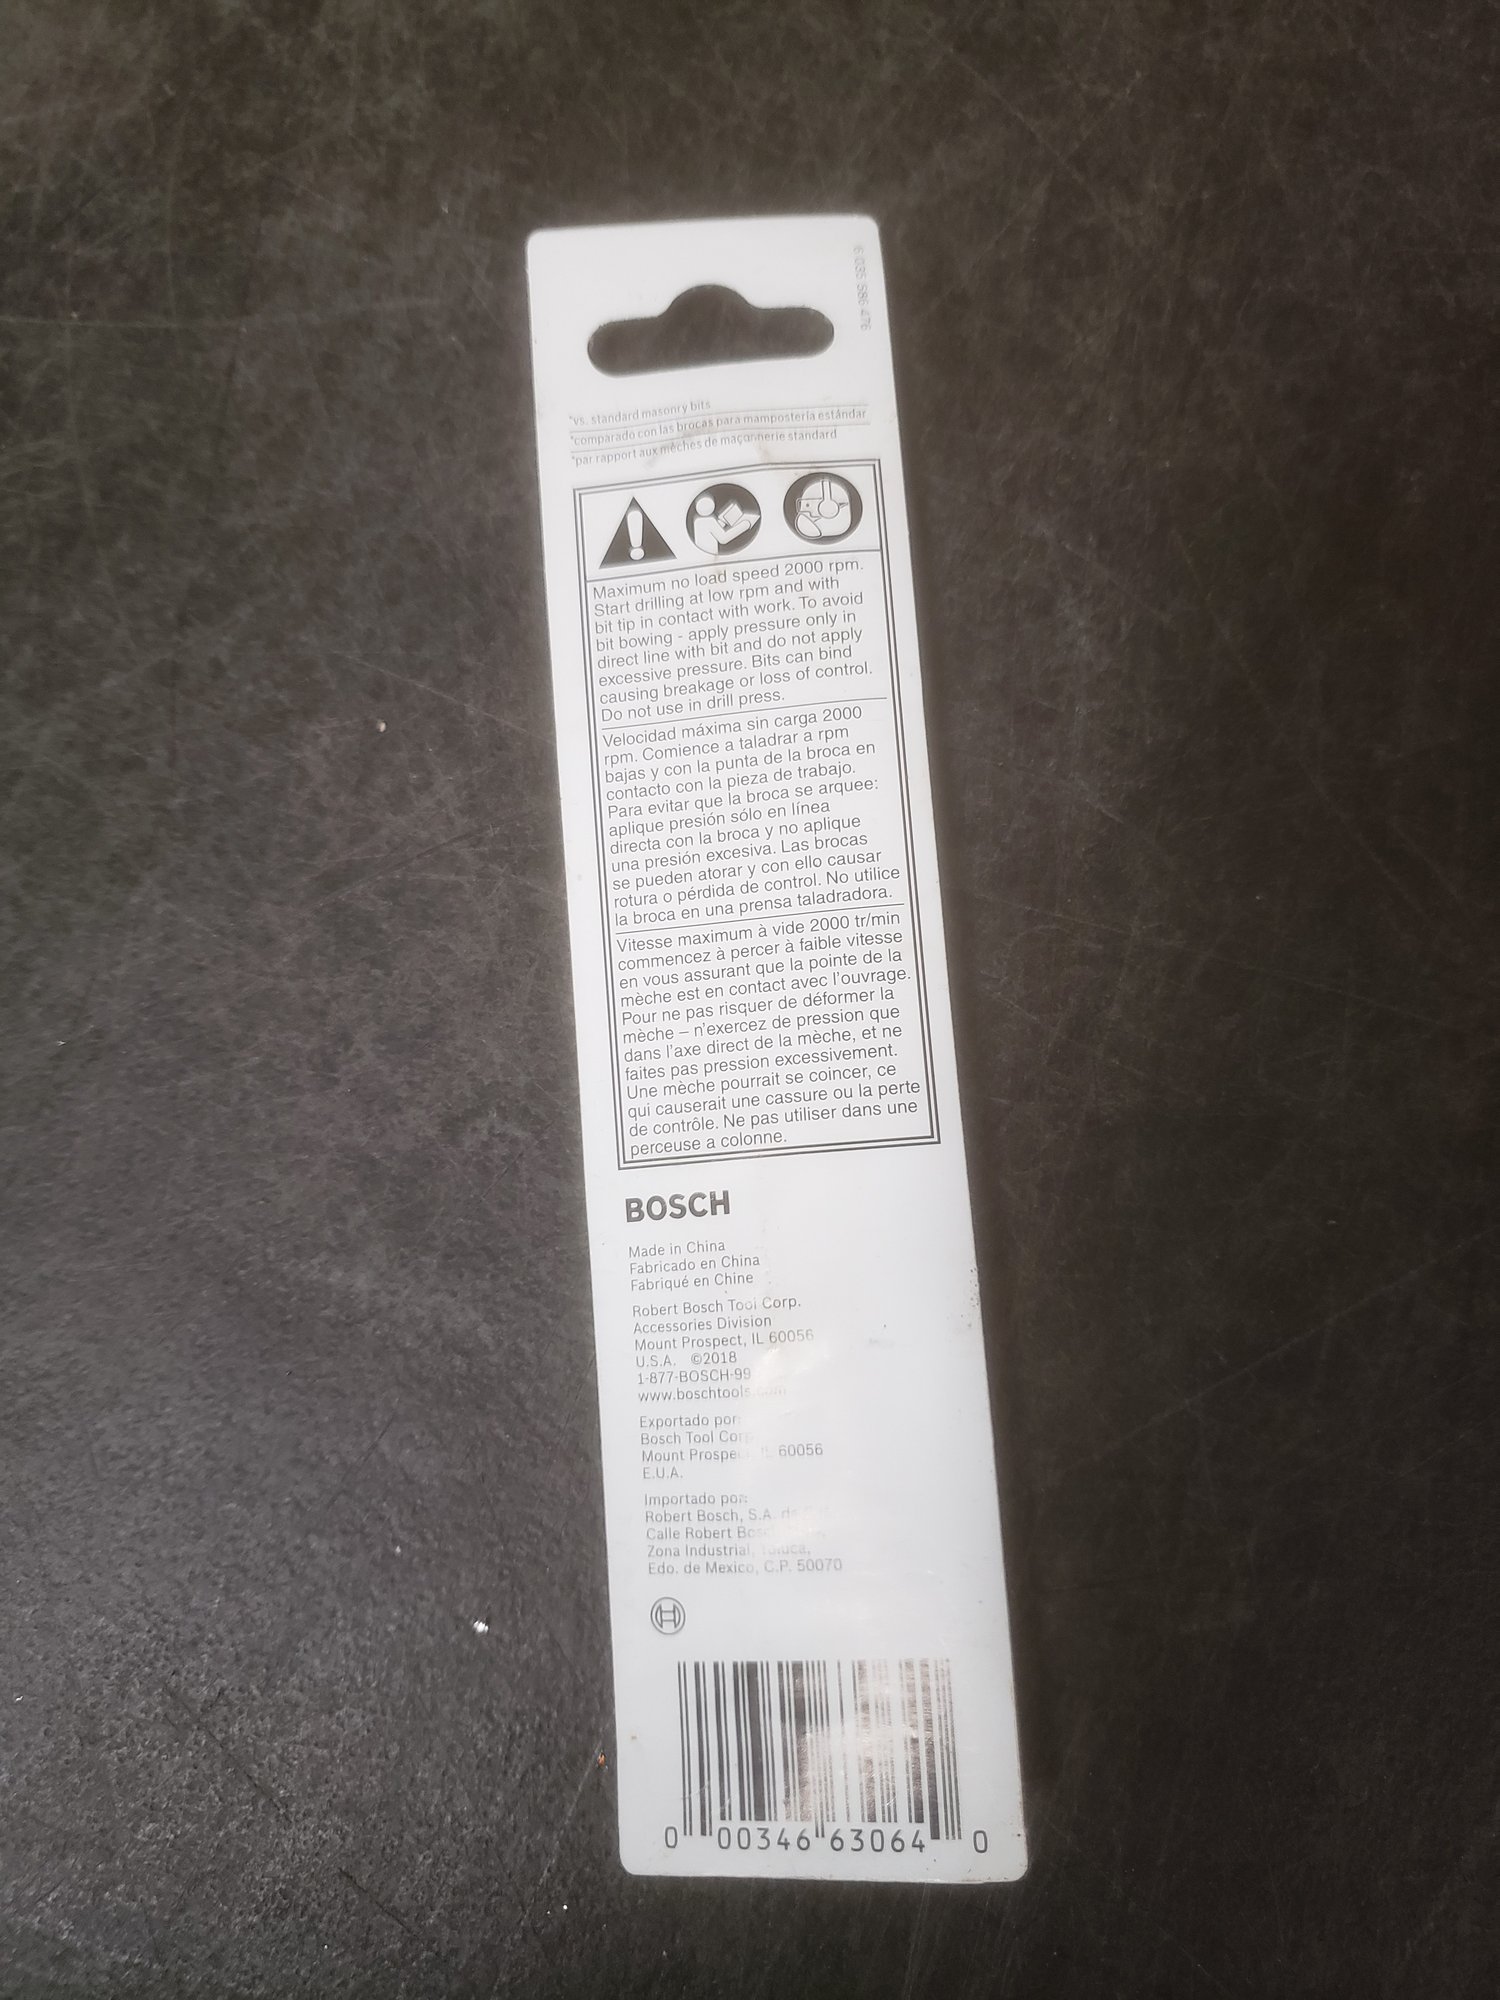 6 035 586 476
*vs. standard masonry bits
*comparado con las brocas para mampostería estándar
*par rapport aux mèches de maçonnerie standard
Maximum no load speed 2000 rpm.
Start drilling at low rpm and with
bit tip in contact with work. To avoid
bit bowing - apply pressure only in
direct line with bit and do not apply
excessive pressure. Bits can bind
causing breakage or loss of control.
Do not use in drill press.
Velocidad máxima sin carga 2000
rpm. Comience a taladrar a rpm
bajas y con la punta de la broca en
contacto con la pieza de trabajo.
Para evitar que la broca se arquee:
aplique presión sólo en línea
directa con la broca y no aplique
una presión excesiva. Las brocas
se pueden atorar y con ello causar
rotura o pérdida de control. No utilice
la broca en una prensa taladradora.
Vitesse maximum à vide 2000 tr/min
commencez à percer à faible vitesse
en vous assurant que la pointe de la
mèche est en contact avec l'ouvrage.
Pour ne pas risquer de déformer la
mèche – n'exercez de pression que
dans l'axe direct de la mèche, et ne
faites pas pression excessivement.
Une mèche pourrait se coincer, ce
qui causerait une cassure ou la perte
de contrôle. Ne pas utiliser dans une
perceuse a colonne.
BOSCH
Made in China
Fabricado en China
Fabriqué en Chine
Robert Bosch Tool Corp.
Accessories Division
Mount Prospect, IL 60056
U.S.A. ©2018
1-877-BOSCH-99
www.boschtools.com
Exportado por:
Bosch Tool Corp
Mount Prospect, IL 60056
E.U.A.
Importado por:
Robert Bosch, S.A. de
Calle Robert Bosch
Zona Industrial, Toluca,
Edo. de Mexico, C.P. 50070
0 00346 63064 0